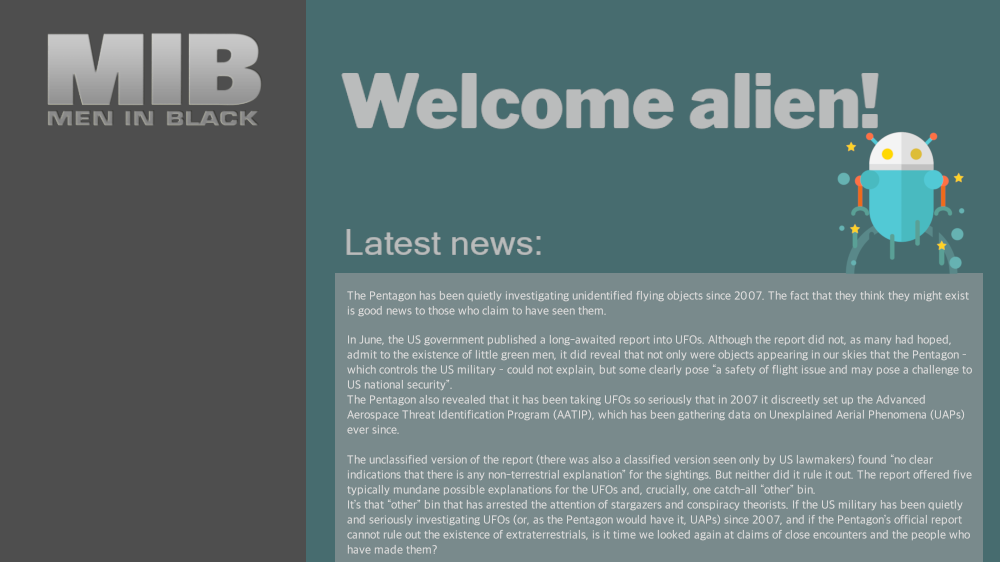 MIB
MEN IN BLACK
Welcome alien!
Latest news:
The Pentagon has been quietly investigating unidentified flying objects since 2007. The fact that they think they might exist
is good news to those who claim to have seen them.
In June, the US government published a long-awaited report into UFOs. Although the report did not, as many had hoped,
admit to the existence of little green men, it did reveal that not only were objects appearing in our skies that the Pentagon -
which controls the US military - could not explain, but some clearly pose "a safety of flight issue and may pose a challenge to
US national security".
The Pentagon also revealed that it has been taking UFOs so seriously that in 2007 it discreetly set up the Advanced
Aerospace Threat Identification Program (AATIP), which has been gathering data on Unexplained Aerial Phenomena (UAPs)
ever since.
The unclassified version of the report (there was also a classified version seen only by US lawmakers) found "no clear
indications that there is any non-terrestrial explanation" for the sightings. But neither did it rule it out. The report offered five
typically mundane possible explanations for the UFOs and, crucially, one catch-all "other" bin.
It's that "other" bin that has arrested the attention of stargazers and conspiracy theorists. If the US military has been quietly
and seriously investigating UFOs (or, as the Pentagon would have it, UAPs) since 2007, and if the Pentagon's official report
cannot rule out the existence of extraterrestrials, is it time we looked again at claims of close encounters and the people who
have made them?